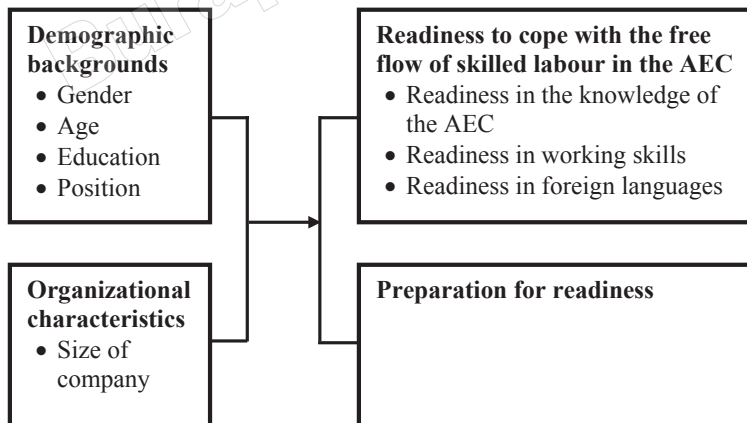 Demographic
backgrounds
• Gender
• Age
• Education
• Position
Readiness to cope with the free
flow of skilled labour in the AEC
• Readiness in the knowledge of
the AEC
• Readiness in working skills
• Readiness in foreign languages
Organizational
characteristics
• Size of
company
Preparation for readiness